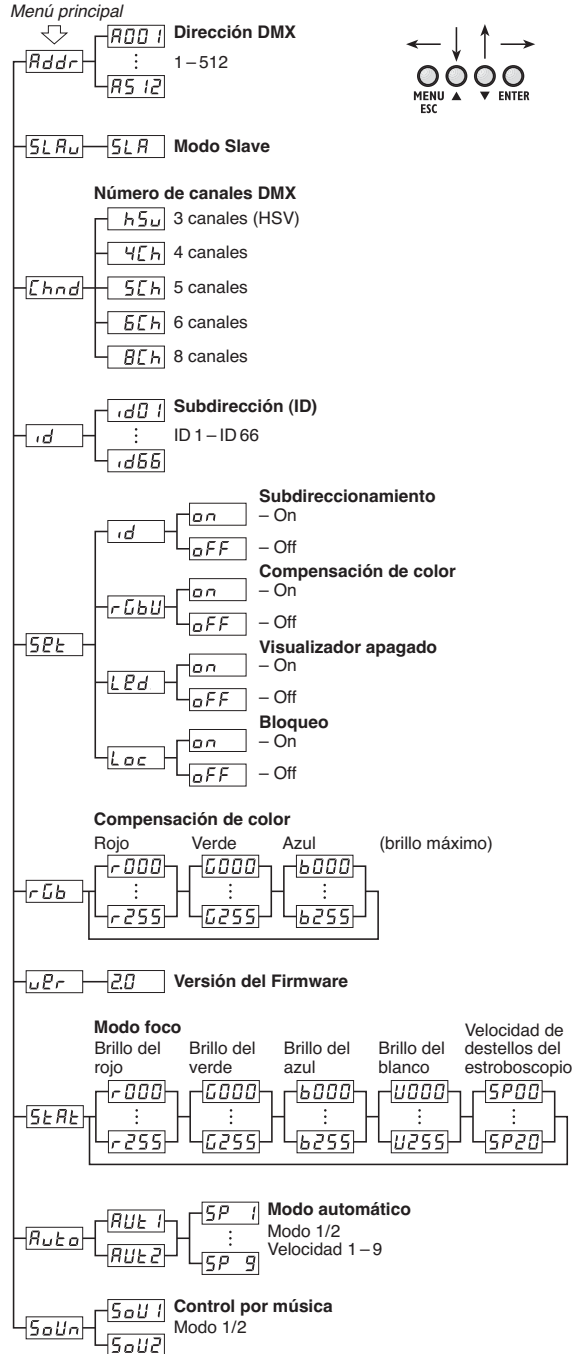 Menú principal
Addr
A001
Dirección DMX
⋮
1–512
A512
MENU ▲ ▼ ENTER
ESC
SLAv
SLA
Modo Slave
Número de canales DMX
Chnd
hSv
3 canales (HSV)
4Ch
4 canales
5Ch
5 canales
6Ch
6 canales
8Ch
8 canales
id
id01
Subdirección (ID)
⋮
ID 1–ID 66
id66
SEt
id
Subdireccionamiento
on
– On
oFF
– Off
rGbU
Compensación de color
on
– On
oFF
– Off
LEd
Visualizador apagado
on
– On
oFF
– Off
Loc
Bloqueo
on
– On
oFF
– Off
Compensación de color
Rojo Verde Azul (brillo máximo)
rGb
r000 G000 b000
⋮ ⋮ ⋮
r255 G255 b255
vEr
2.0
Versión del Firmware
Modo foco
Brillo del rojo
Brillo del verde
Brillo del azul
Brillo del blanco
Velocidad de destellos del estroboscopio
StAt
r000 G000 b000 U000 SP00
⋮ ⋮ ⋮ ⋮ ⋮
r255 G255 b255 U255 SP20
Auto
AUt1
AUt2
SP 1
⋮
SP 9
Modo automático
Modo 1/2
Velocidad 1–9
SoUn
SoU1
SoU2
Control por música
Modo 1/2